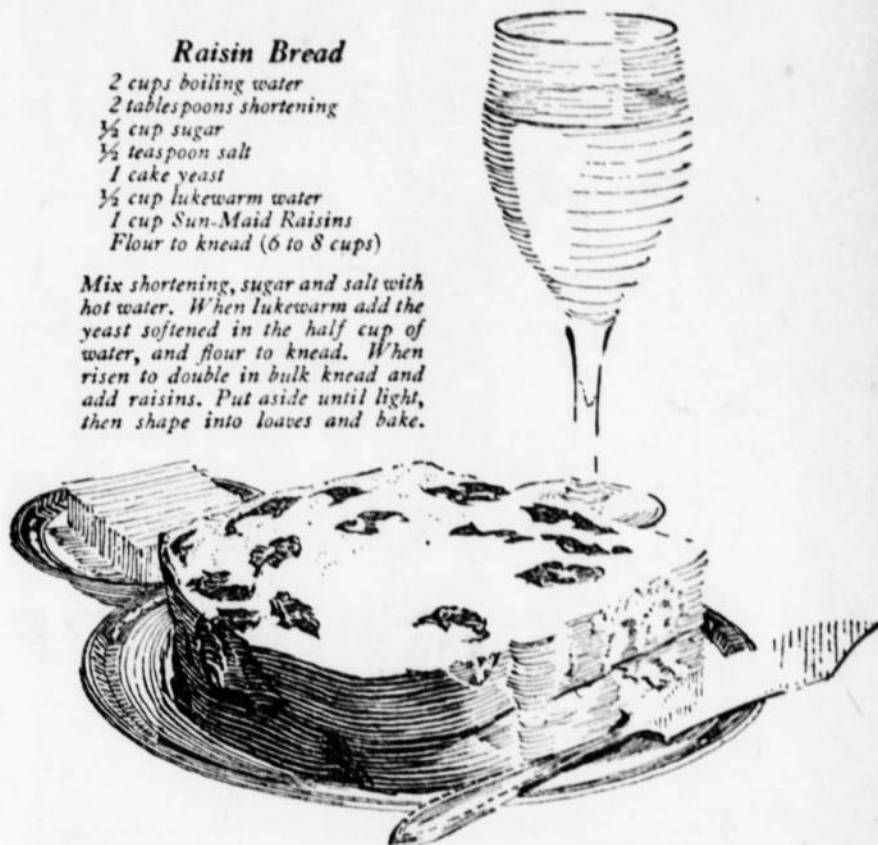 Raisin Bread
2 cups boiling water
2 tablespoons shortening
½ cup sugar
½ teaspoon salt
1 cake yeast
½ cup lukewarm water
1 cup Sun-Maid Raisins
Flour to knead (6 to 8 cups)
Mix shortening, sugar and salt with
hot water. When lukewarm add the
yeast softened in the half cup of
water, and flour to knead. When
risen to double in bulk knead and
add raisins. Put aside until light,
then shape into loaves and bake.